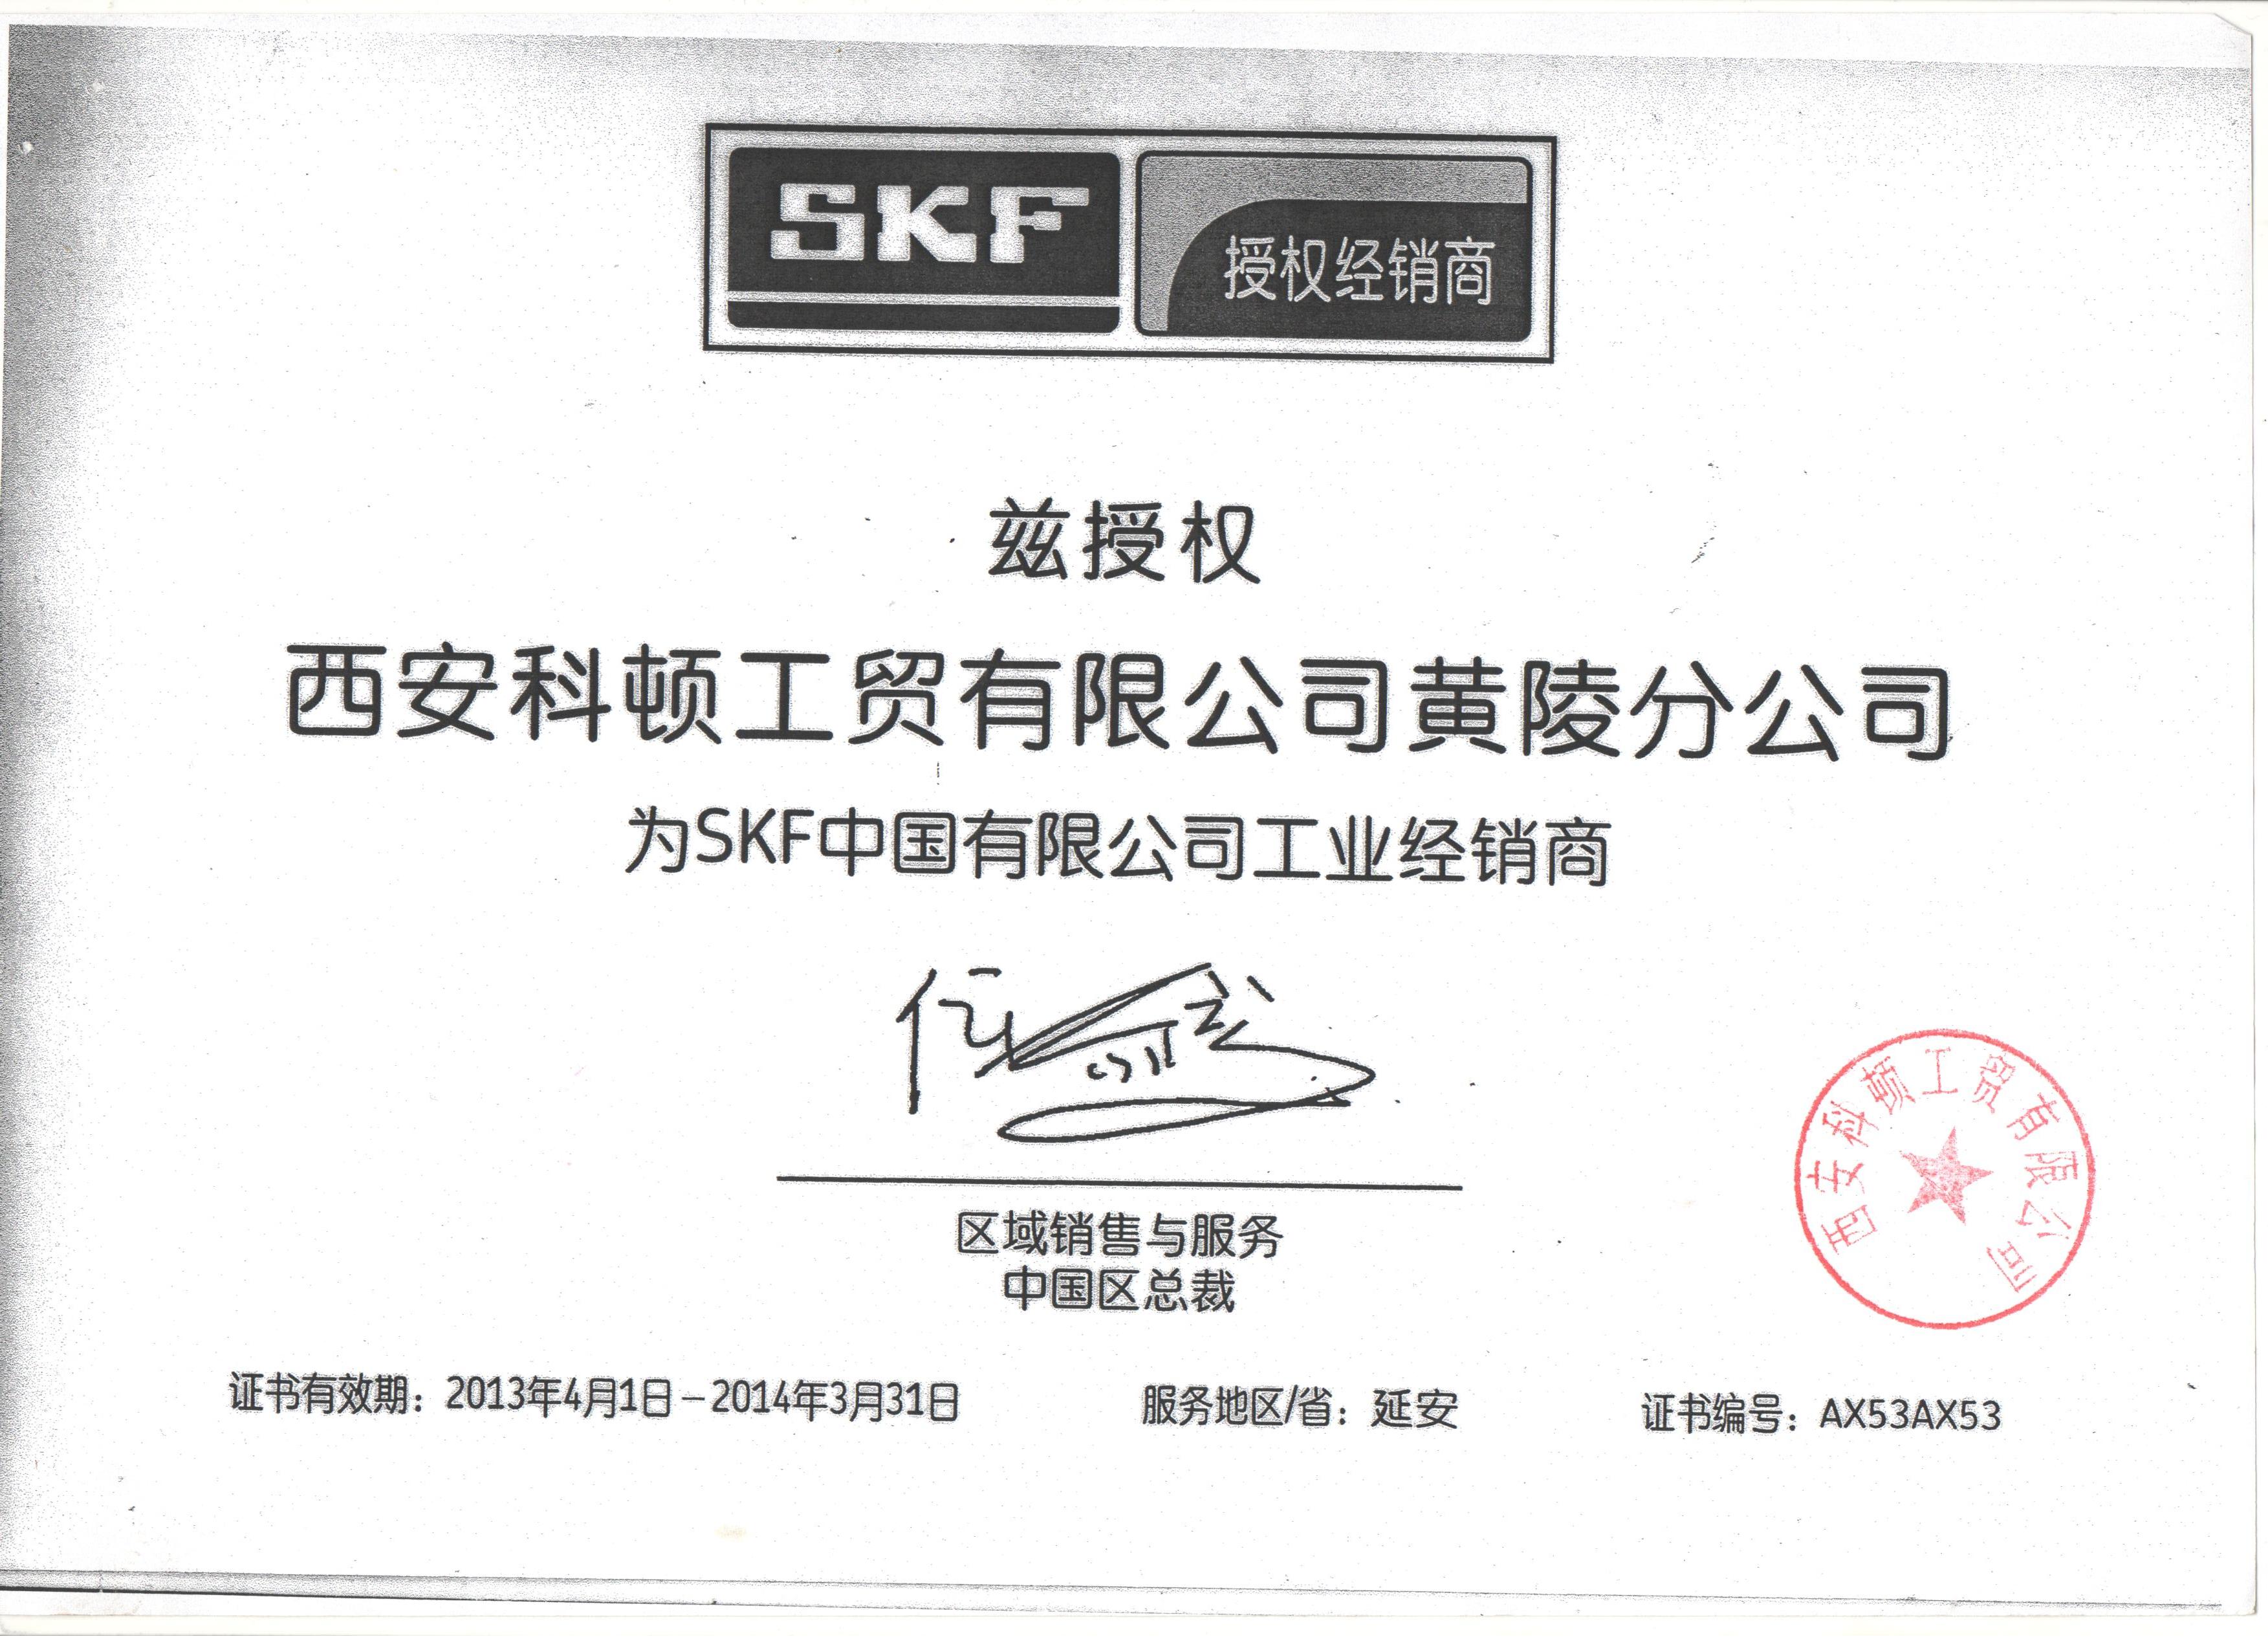 SKF
授权经销商
兹授权
西安科顿工贸有限公司黄陵分公司
为SKF中国有限公司工业经销商
区域销售与服务
中国区总裁
西安科顿工贸有限公司
证书有效期：2013年4月1日－2014年3月31日 服务地区/省：延安 证书编号：AX53AX53